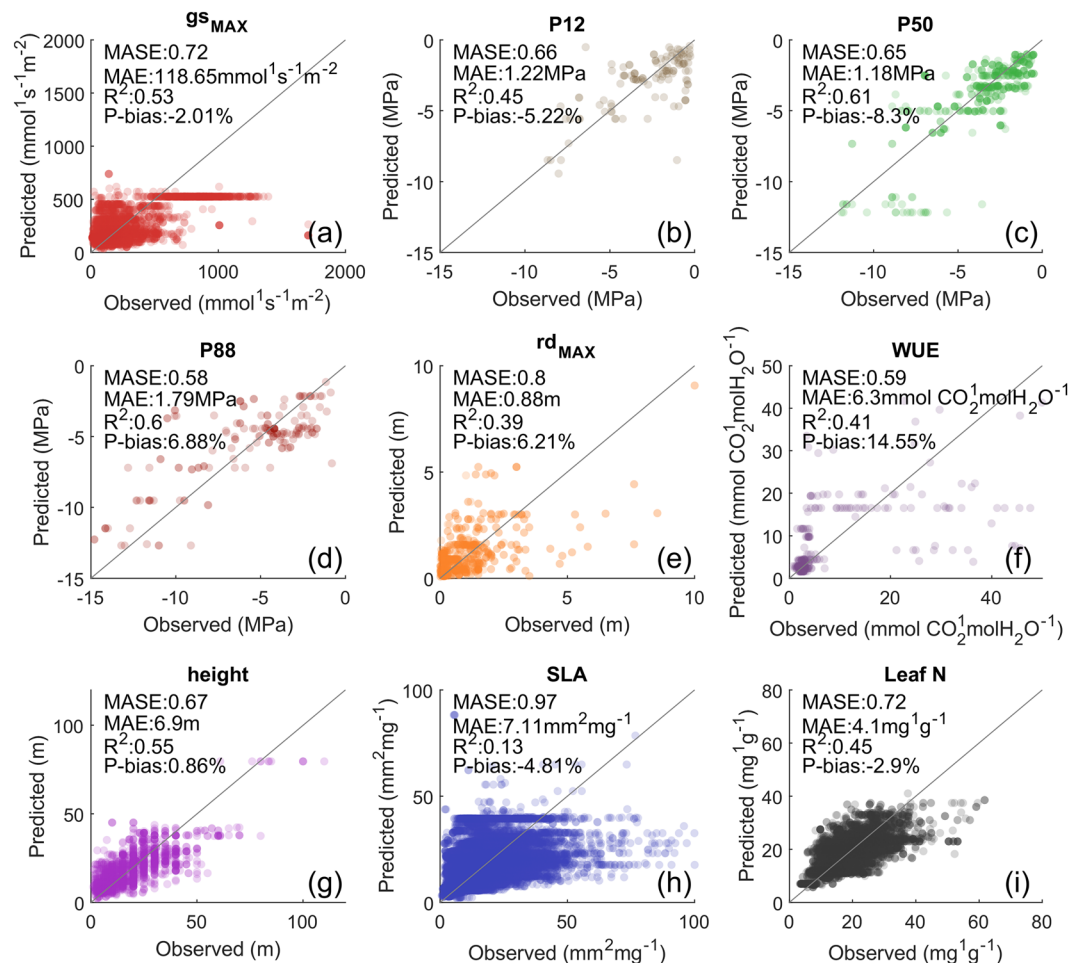 gsMAX
MASE:0.72
MAE:118.65mmol¹s⁻¹m⁻²
R²:0.53
P-bias:-2.01%
Predicted (mmol¹s⁻¹m⁻²)
2000
1500
1000
500
0
0 1000 2000
Observed (mmol¹s⁻¹m⁻²)
(a)
P12
MASE:0.66
MAE:1.22MPa
R²:0.45
P-bias:-5.22%
Predicted (MPa)
0
-5
-10
-15
-15 -10 -5 0
Observed (MPa)
(b)
P50
MASE:0.65
MAE:1.18MPa
R²:0.61
P-bias:-8.3%
Predicted (MPa)
0
-5
-10
-15
-15 -10 -5 0
Observed (MPa)
(c)
P88
MASE:0.58
MAE:1.79MPa
R²:0.6
P-bias:6.88%
Predicted (MPa)
0
-5
-10
-15
-15 -10 -5 0
Observed (MPa)
(d)
rdMAX
MASE:0.8
MAE:0.88m
R²:0.39
P-bias:6.21%
Predicted (m)
10
5
0
0 5 10
Observed (m)
(e)
WUE
MASE:0.59
MAE:6.3mmol CO₂¹molH₂O⁻¹
R²:0.41
P-bias:14.55%
Predicted (mmol CO₂¹molH₂O⁻¹)
50
40
30
20
10
0
0 20 40
Observed (mmol CO₂¹molH₂O⁻¹)
(f)
height
MASE:0.67
MAE:6.9m
R²:0.55
P-bias:0.86%
Predicted (m)
100
50
0
0 50 100
Observed (m)
(g)
SLA
MASE:0.97
MAE:7.11mm²mg⁻¹
R²:0.13
P-bias:-4.81%
Predicted (mm²mg⁻¹)
100
50
0
0 50 100
Observed (mm²mg⁻¹)
(h)
Leaf N
MASE:0.72
MAE:4.1mg¹g⁻¹
R²:0.45
P-bias:-2.9%
Predicted (mg¹g⁻¹)
80
60
40
20
0
0 20 40 60 80
Observed (mg¹g⁻¹)
(i)